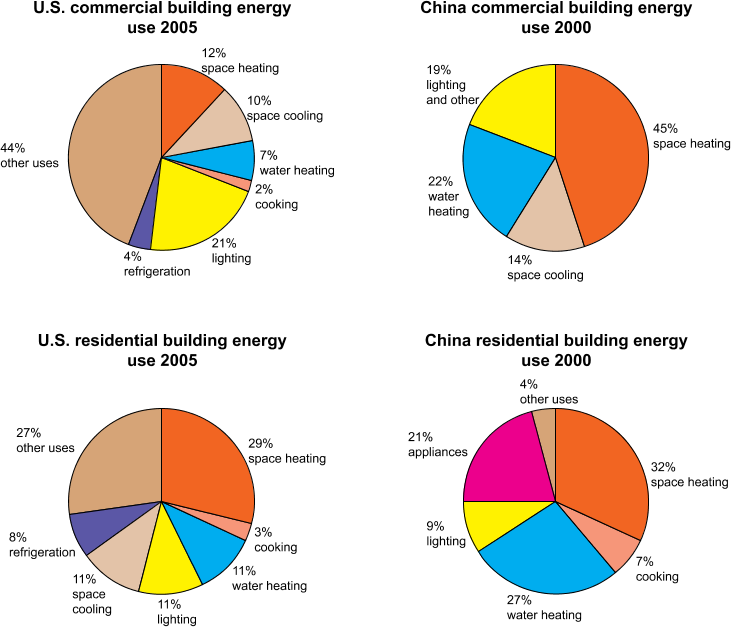 U.S. commercial building energy
use 2005
12%
space heating
10%
space cooling
7%
water heating
2%
cooking
21%
lighting
4%
refrigeration
44%
other uses
China commercial building energy
use 2000
45%
space heating
14%
space cooling
22%
water
heating
19%
lighting
and other
U.S. residential building energy
use 2005
29%
space heating
3%
cooking
11%
water heating
11%
lighting
11%
space
cooling
8%
refrigeration
27%
other uses
China residential building energy
use 2000
4%
other uses
32%
space heating
7%
cooking
27%
water heating
9%
lighting
21%
appliances